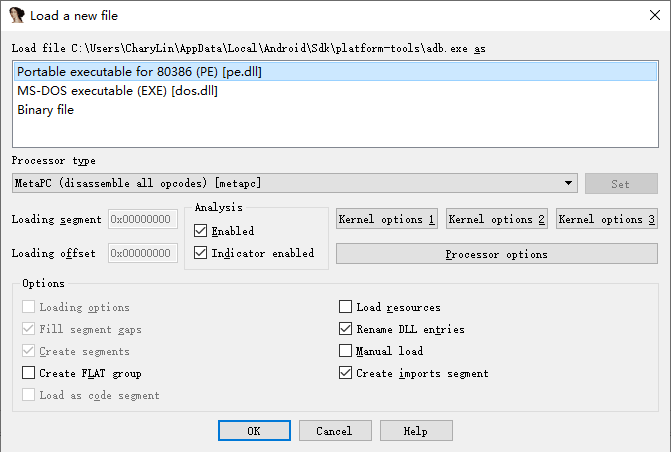 Load a new file
Load file C:\Users\CharyLin\AppData\Local\Android\Sdk\platform-tools\adb.exe as
Portable executable for 80386 (PE) [pe.dll]
MS-DOS executable (EXE) [dos.dll]
Binary file
Processor type
MetaPC (disassemble all opcodes) [metapc]
Set
Analysis
Loading segment 0x00000000
Enabled
Kernel options 1
Kernel options 2
Kernel options 3
Loading offset 0x00000000
Indicator enabled
Processor options
Options
Loading options
Load resources
Fill segment gaps
Rename DLL entries
Create segments
Manual load
Create FLAT group
Create imports segment
Load as code segment
OK
Cancel
Help